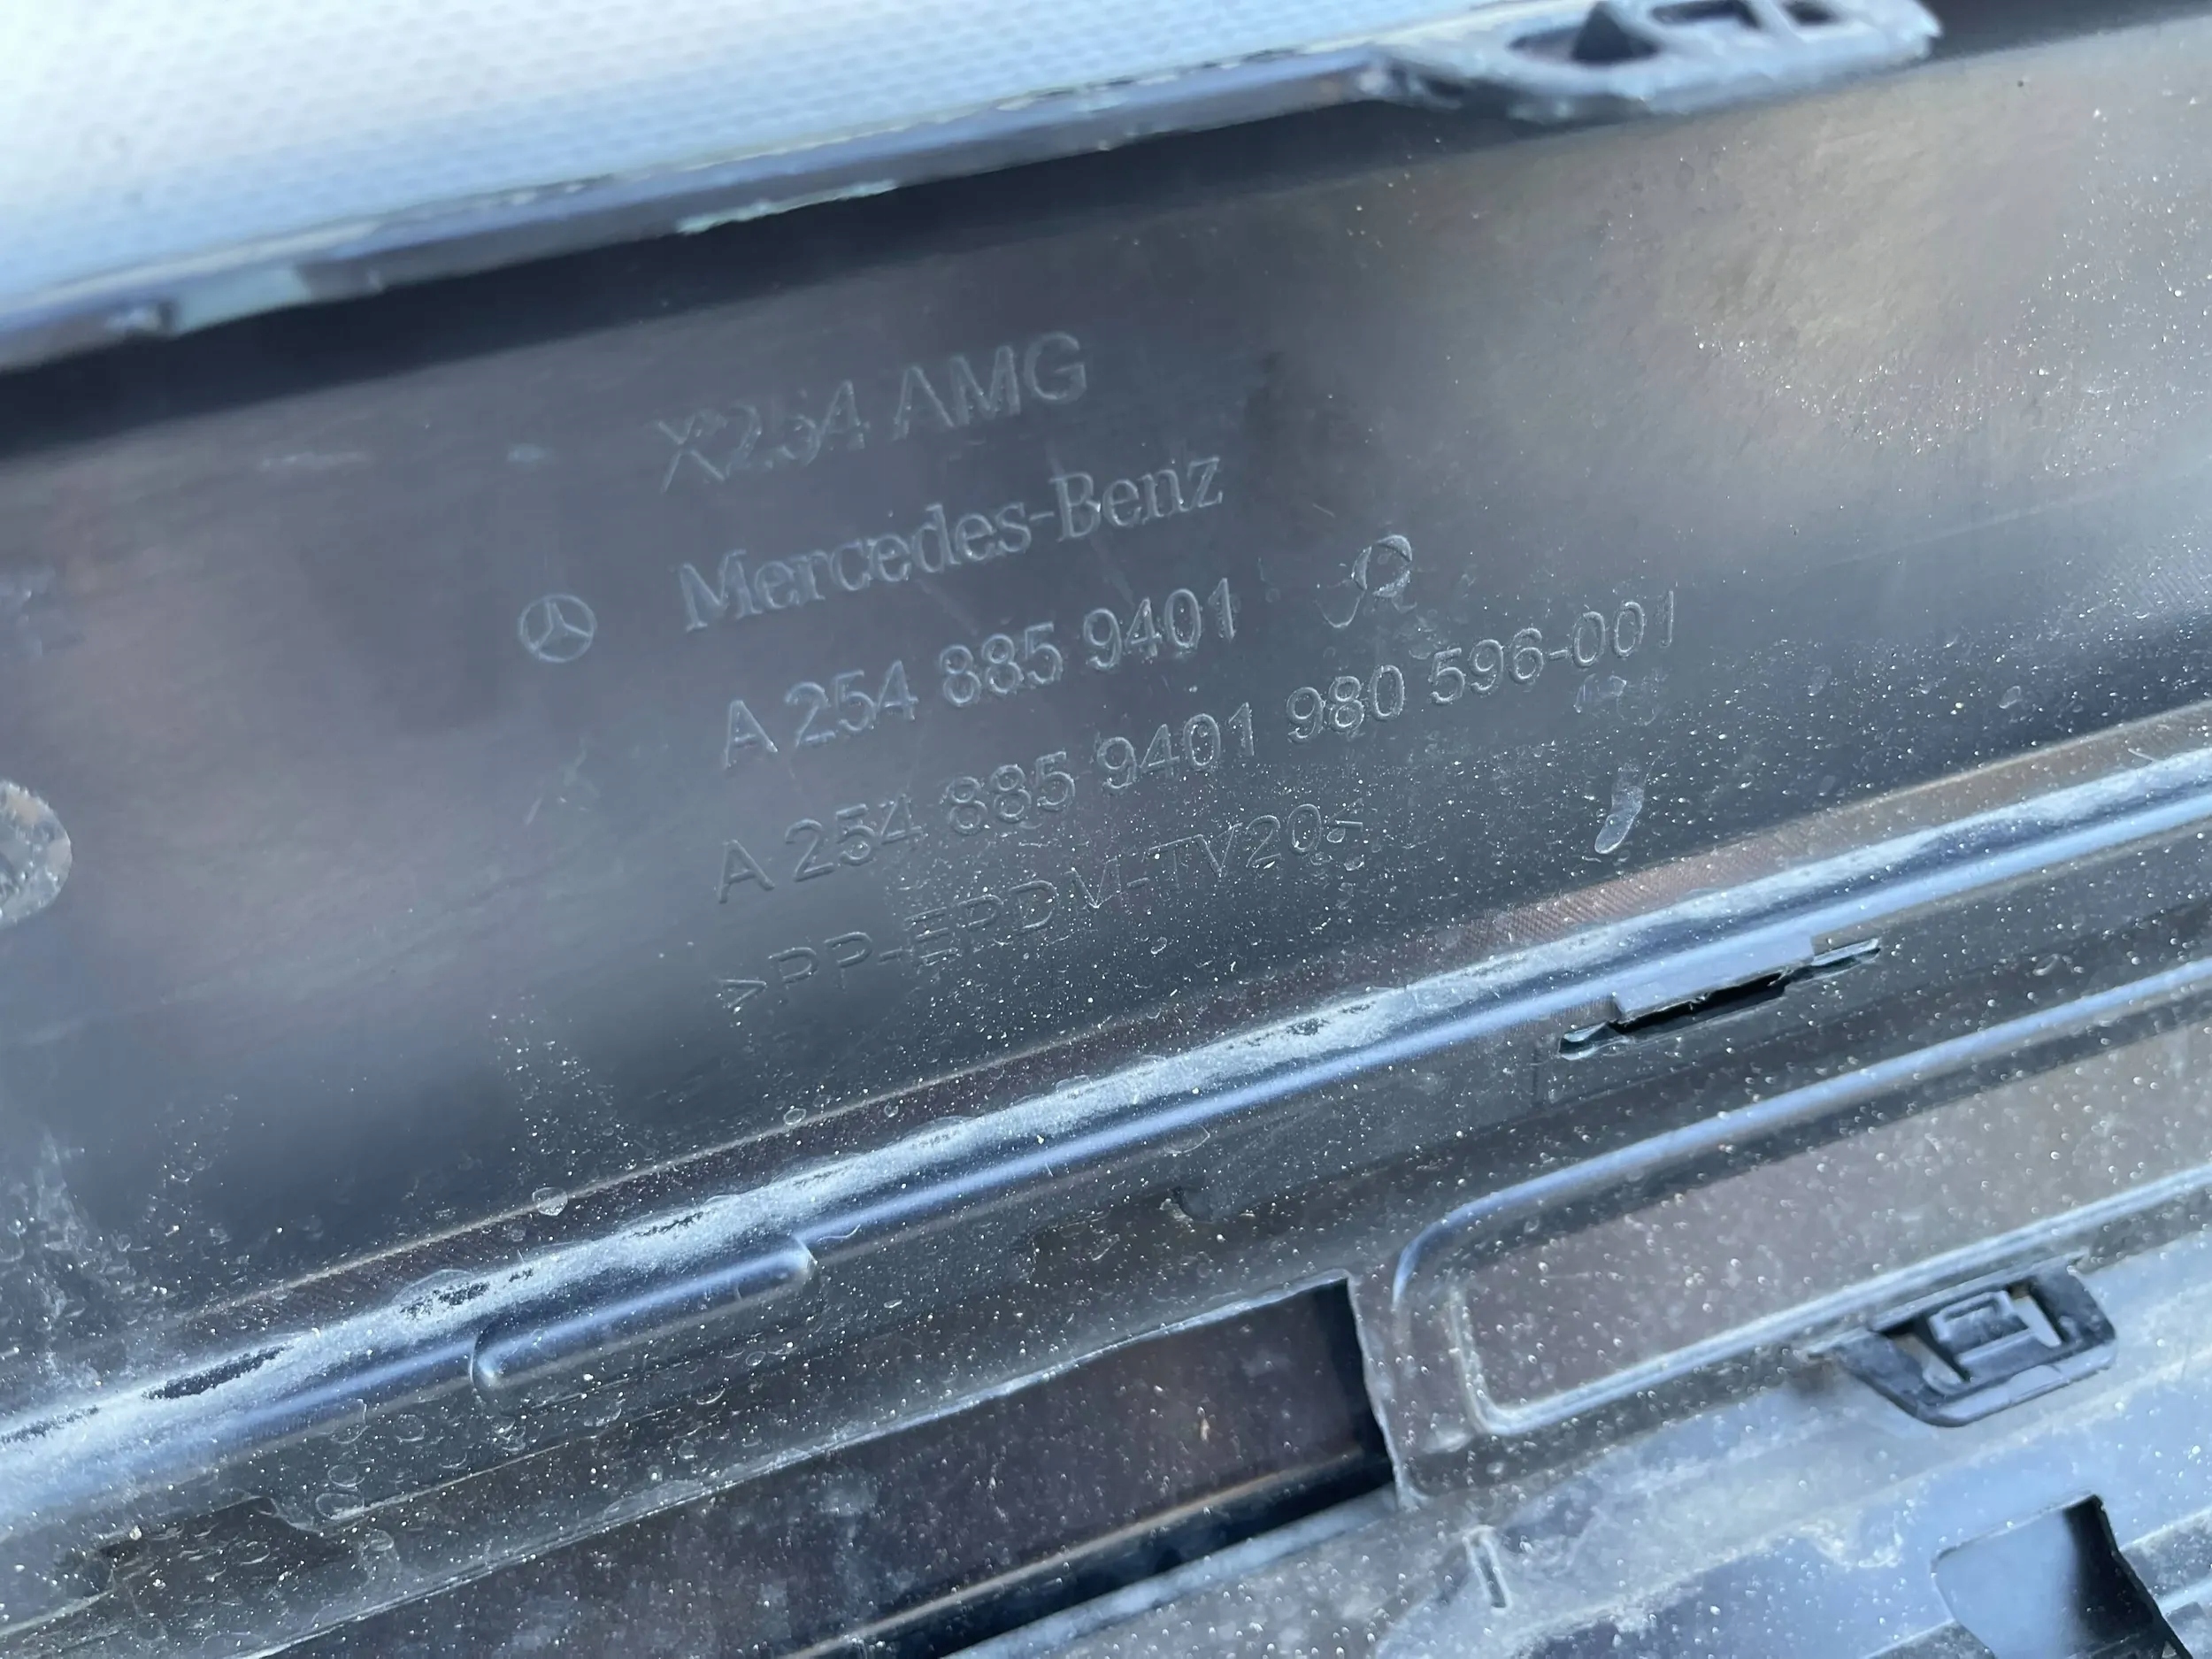 X254 AMG
Mercedes-Benz
A 254 885 9401
A 254 885 9401 980 596-001
>PP-EPDM-TV20<